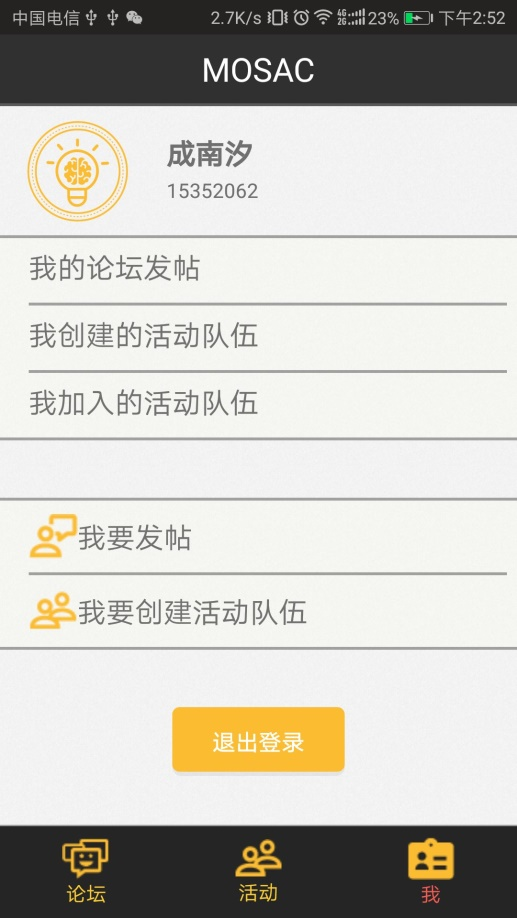 中国电信 2.7K/s 4G 2G 23% 下午2:52
MOSAC
成南汐
15352062
我的论坛发帖
我创建的活动队伍
我加入的活动队伍
我要发帖
我要创建活动队伍
退出登录
论坛 活动 我